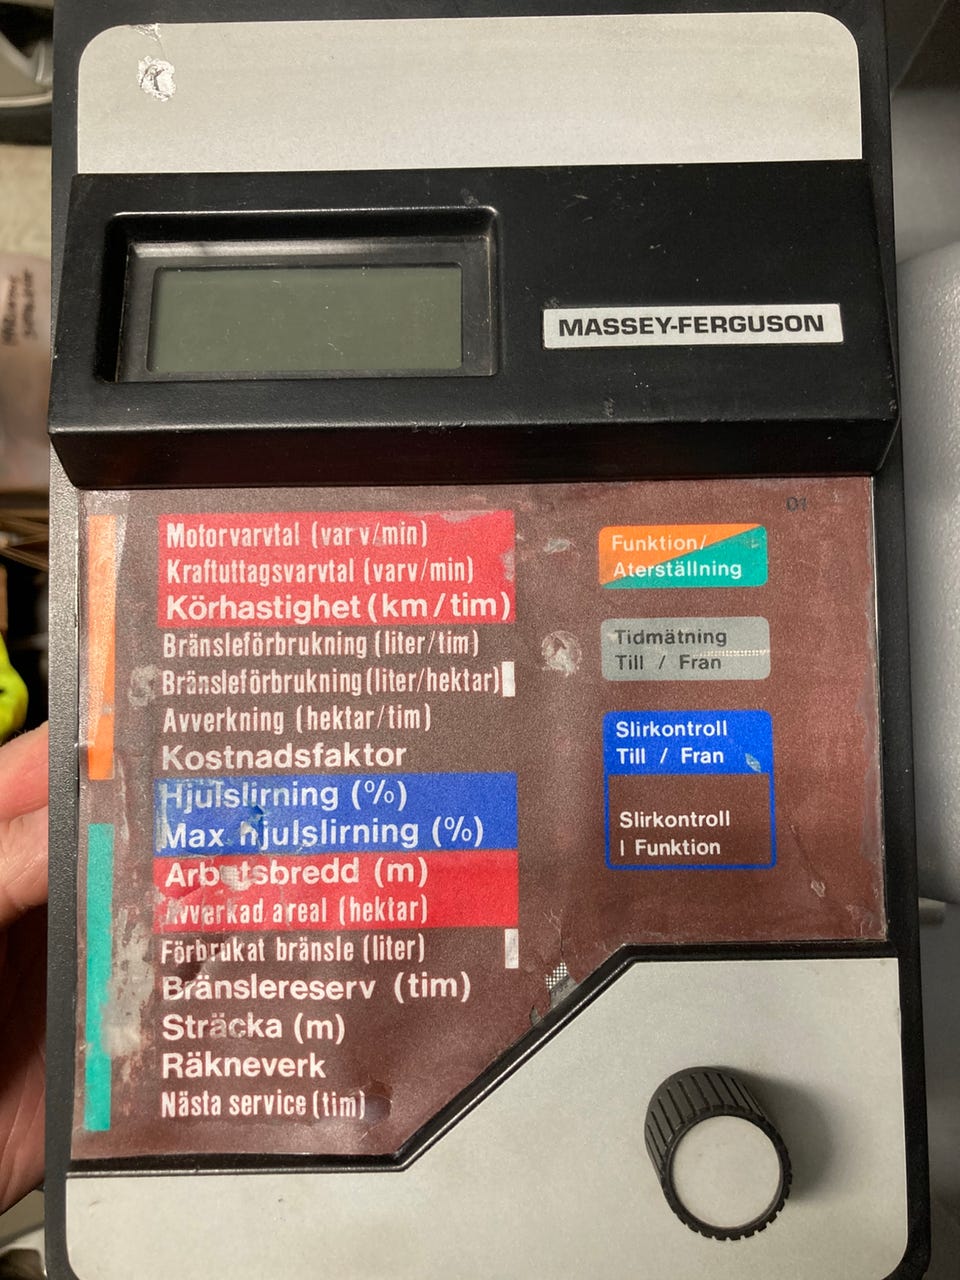 MASSEY-FERGUSON
01
Motorvarvtal (varv/min)
Kraftuttagsvarvtal (varv/min)
Körhastighet (km/tim)
Bränsleförbrukning (liter/tim)
Bränsleförbrukning (liter/hektar)
Avverkning (hektar/tim)
Kostnadsfaktor
Hjulslirning (%)
Max hjulslirning (%)
Arbetsbredd (m)
Avverkad areal (hektar)
Förbrukat bränsle (liter)
Bränslereserv (tim)
Sträcka (m)
Räkneverk
Nästa service (tim)
Funktion/
Aterställning
Tidmätning
Till / Fran
Slirkontroll
Till / Fran
Slirkontroll
I Funktion